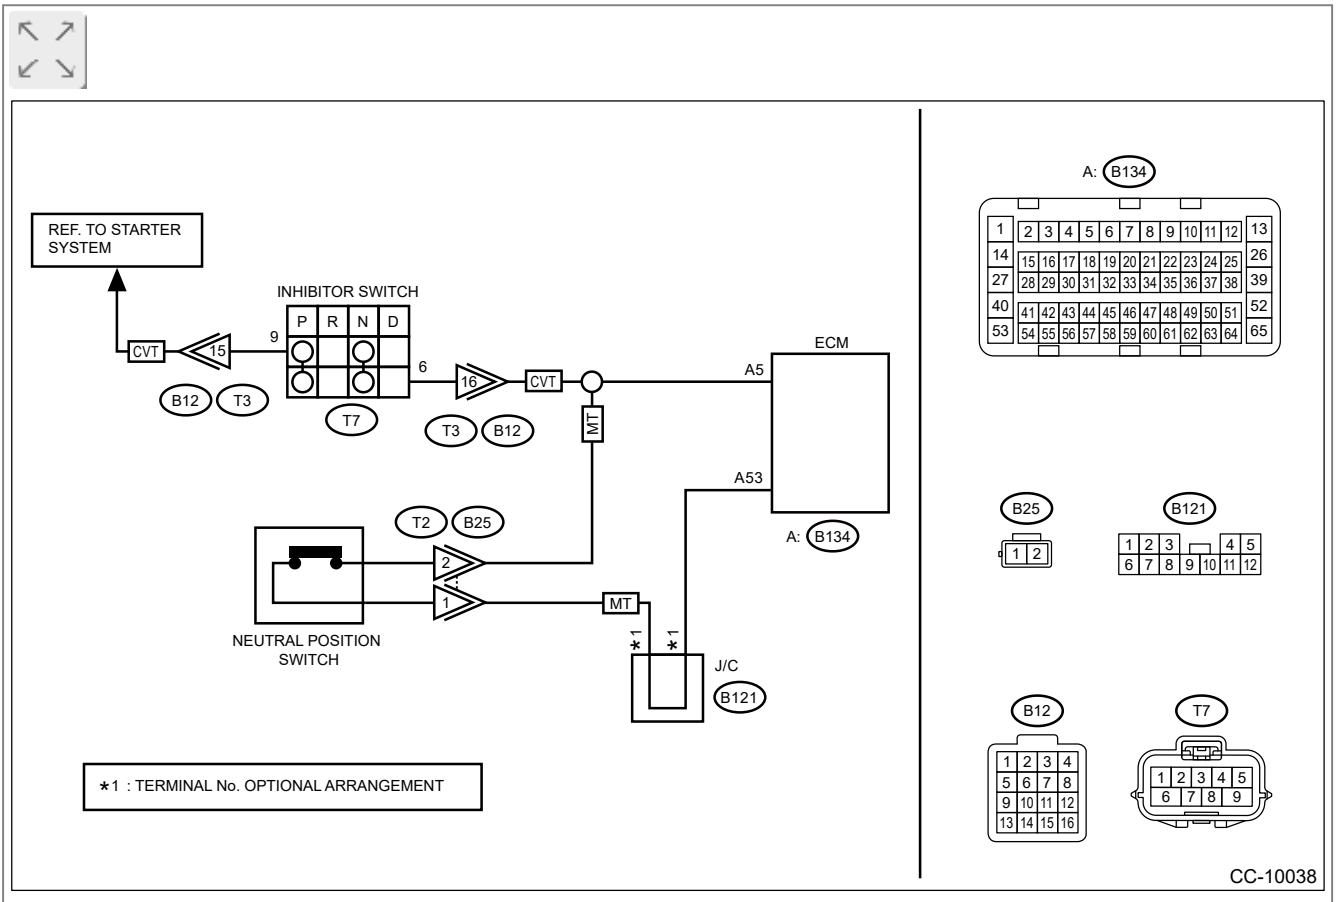 REF. TO STARTER
SYSTEM
INHIBITOR SWITCH
P R N D
9
6
CVT
15
B12 T3
T7
16
CVT
T3 B12
MT
ECM
A5
A53
A: B134
T2 B25
2
1
MT
NEUTRAL POSITION
SWITCH
*1 *1
J/C
B121
*1 : TERMINAL No. OPTIONAL ARRANGEMENT
A: B134
1 2 3 4 5 6 7 8 9 10 11 12 13
14 15 16 17 18 19 20 21 22 23 24 25 26
27 28 29 30 31 32 33 34 35 36 37 38 39
40 41 42 43 44 45 46 47 48 49 50 51 52
53 54 55 56 57 58 59 60 61 62 63 64 65
B25
1 2
B121
1 2 3 4 5
6 7 8 9 10 11 12
B12
1 2 3 4
5 6 7 8
9 10 11 12
13 14 15 16
T7
1 2 3 4 5
6 7 8 9
CC-10038